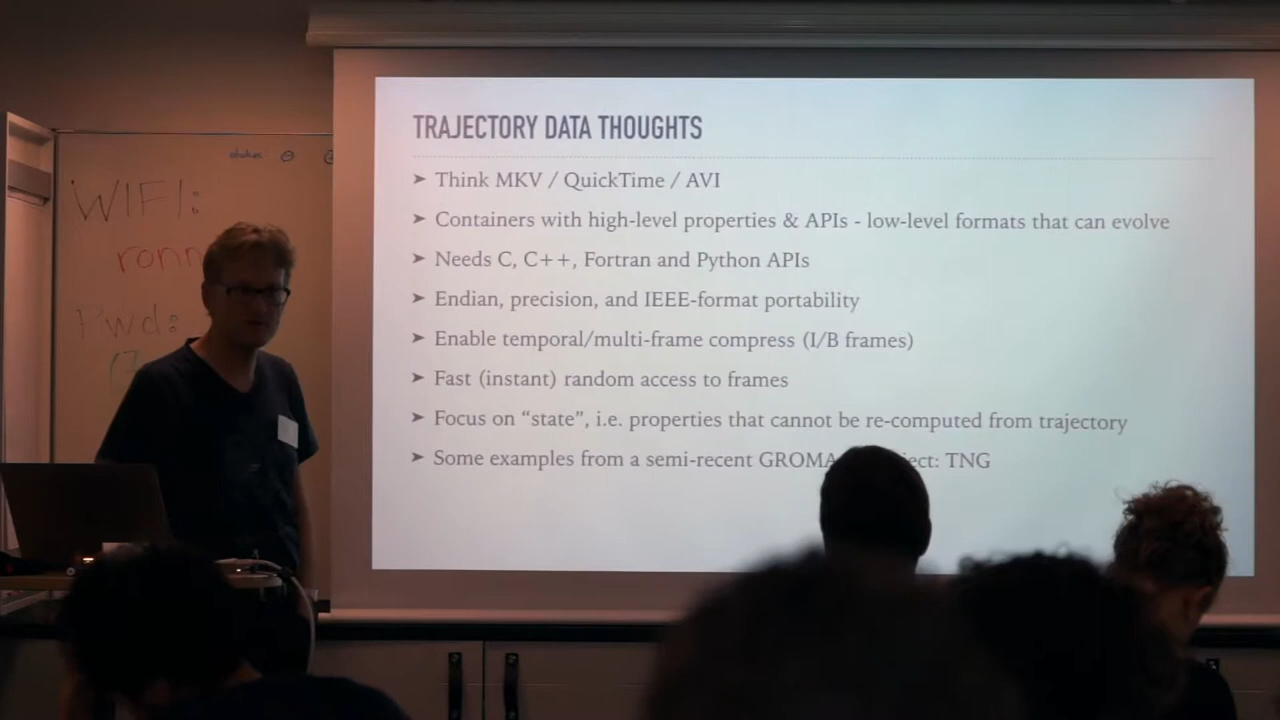 TRAJECTORY DATA THOUGHTS
➤ Think MKV / QuickTime / AVI
➤ Containers with high-level properties & APIs - low-level formats that can evolve
➤ Needs C, C++, Fortran and Python APIs
➤ Endian, precision, and IEEE-format portability
➤ Enable temporal/multi-frame compress (I/B frames)
➤ Fast (instant) random access to frames
➤ Focus on “state”, i.e. properties that cannot be re-computed from trajectory
➤ Some examples from a semi-recent GROMA ect: TNG
WIFI:
ronn
Pwd: